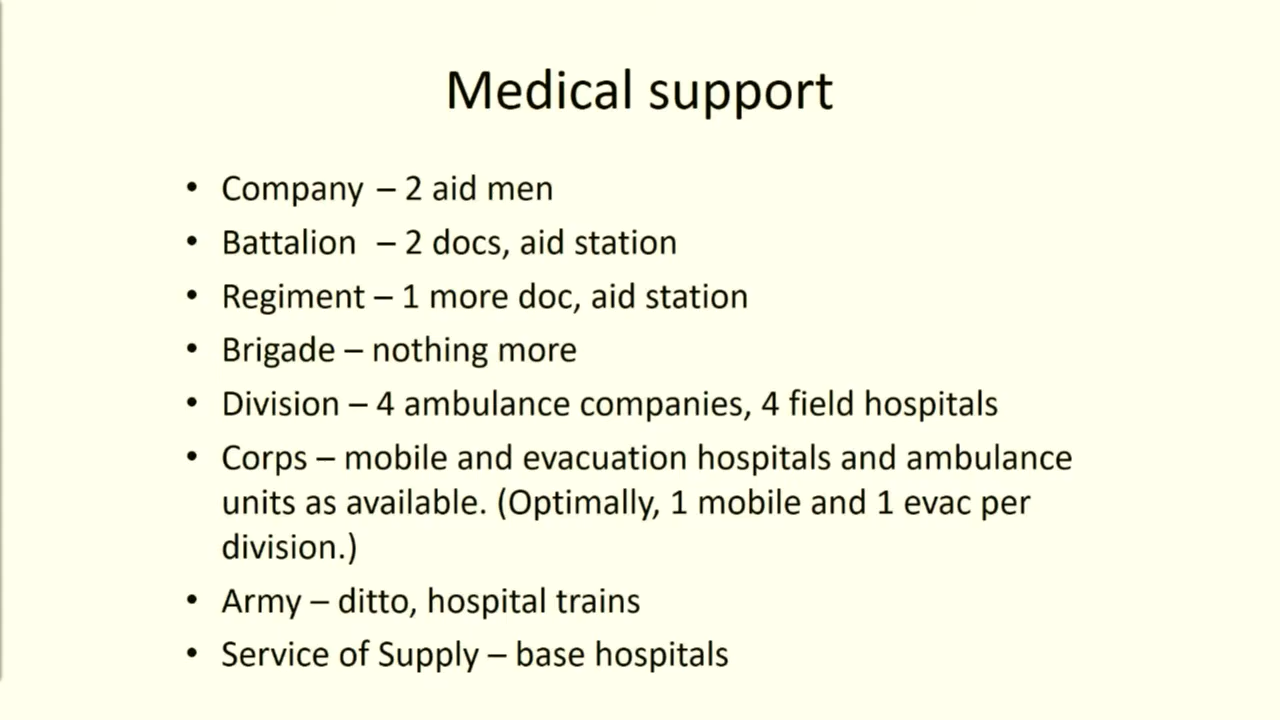 Medical support
• Company – 2 aid men
• Battalion – 2 docs, aid station
• Regiment – 1 more doc, aid station
• Brigade – nothing more
• Division – 4 ambulance companies, 4 field hospitals
• Corps – mobile and evacuation hospitals and ambulance
units as available. (Optimally, 1 mobile and 1 evac per
division.)
• Army – ditto, hospital trains
• Service of Supply – base hospitals